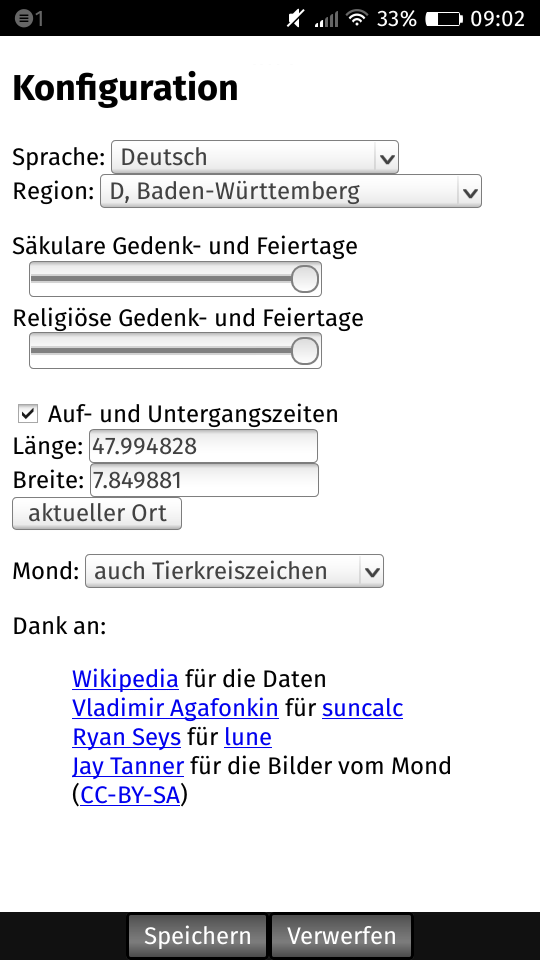 1 33% 09:02
Konfiguration
Sprache: Deutsch
Region: D, Baden-Württemberg
Säkulare Gedenk- und Feiertage
Religiöse Gedenk- und Feiertage
Auf- und Untergangszeiten
Länge: 47.994828
Breite: 7.849881
aktueller Ort
Mond: auch Tierkreiszeichen
Dank an:
Wikipedia für die Daten
Vladimir Agafonkin für suncalc
Ryan Seys für lune
Jay Tanner für die Bilder vom Mond
(CC-BY-SA)
Speichern Verwerfen